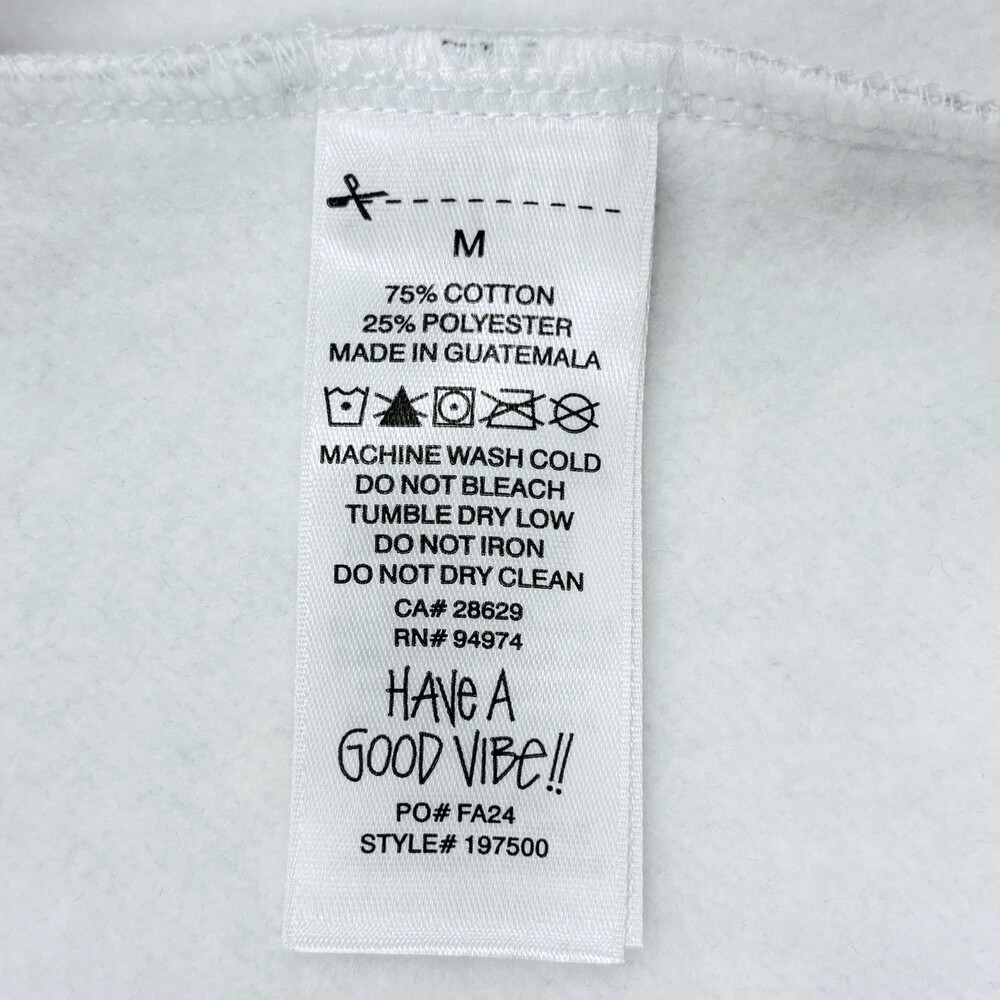 M
75% COTTON
25% POLYESTER
MADE IN GUATEMALA
MACHINE WASH COLD
DO NOT BLEACH
TUMBLE DRY LOW
DO NOT IRON
DO NOT DRY CLEAN
CA# 28629
RN# 94974
HAVe A
GOOD VIBe!!
PO# FA24
STYLE# 197500